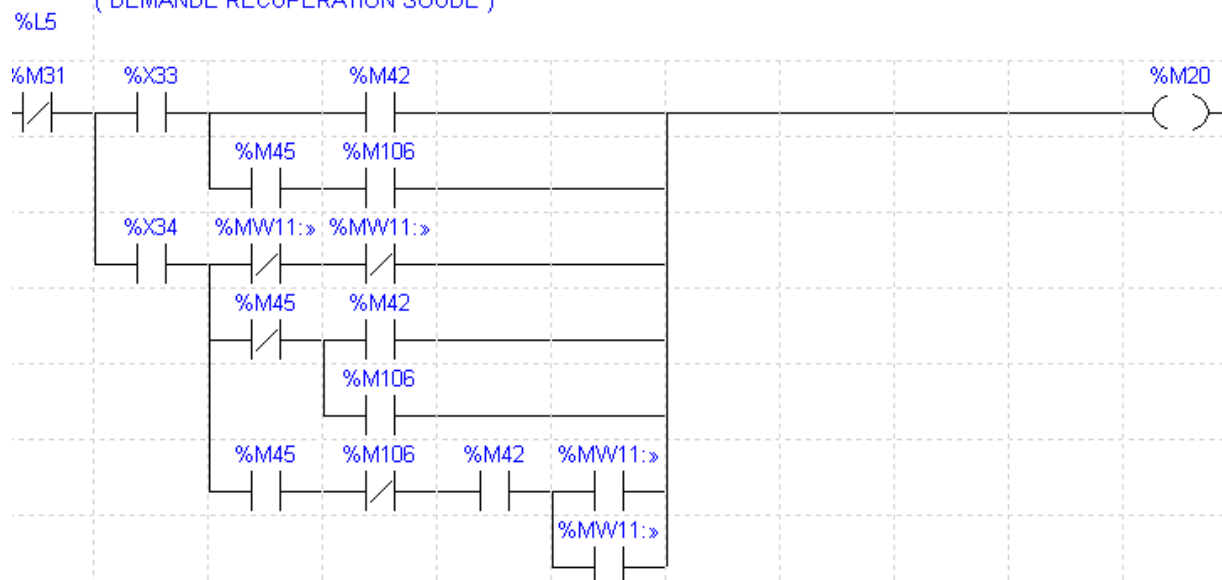 ( DEMANDE RECUPERATION SOUDE )
%L5
%M31 %X33 %M42 %M20
%M45 %M106
%X34 %MW11:» %MW11:»
%M45 %M42
%M106
%M45 %M106 %M42 %MW11:»
%MW11:»